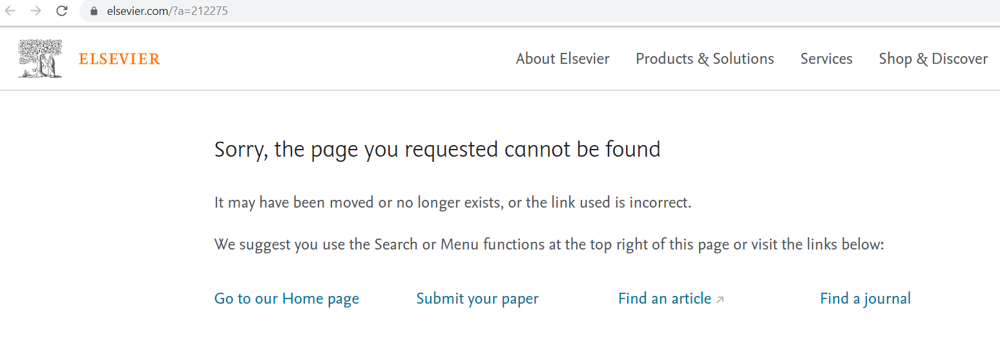 elsevier.com/?a=212275
ELSEVIER
About Elsevier Products & Solutions Services Shop & Discover
Sorry, the page you requested cannot be found
It may have been moved or no longer exists, or the link used is incorrect.
We suggest you use the Search or Menu functions at the top right of this page or visit the links below:
Go to our Home page Submit your paper Find an article Find a journal